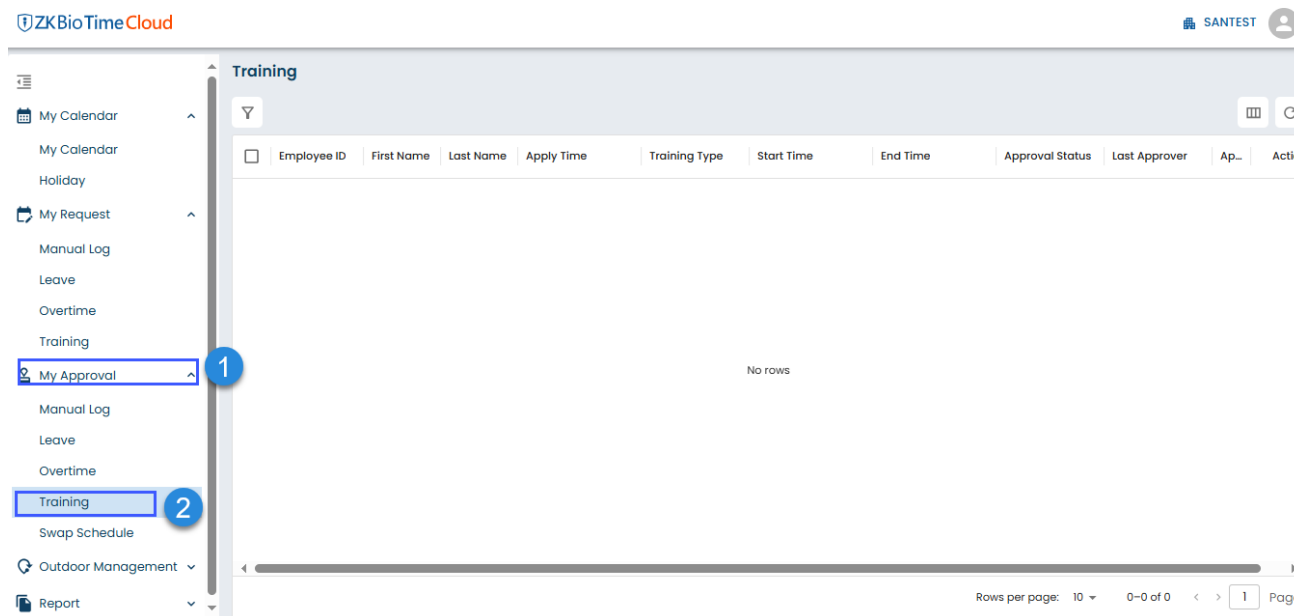 ZKBioTimeCloud
SANTEST
My Calendar
My Calendar
Holiday
My Request
Manual Log
Leave
Overtime
Training
My Approval
1
Manual Log
Leave
Overtime
Training
2
Swap Schedule
Outdoor Management
Report
Training
Employee ID First Name Last Name Apply Time Training Type Start Time End Time Approval Status Last Approver Ap... Acti
No rows
Rows per page: 10 0–0 of 0 < > 1 Page